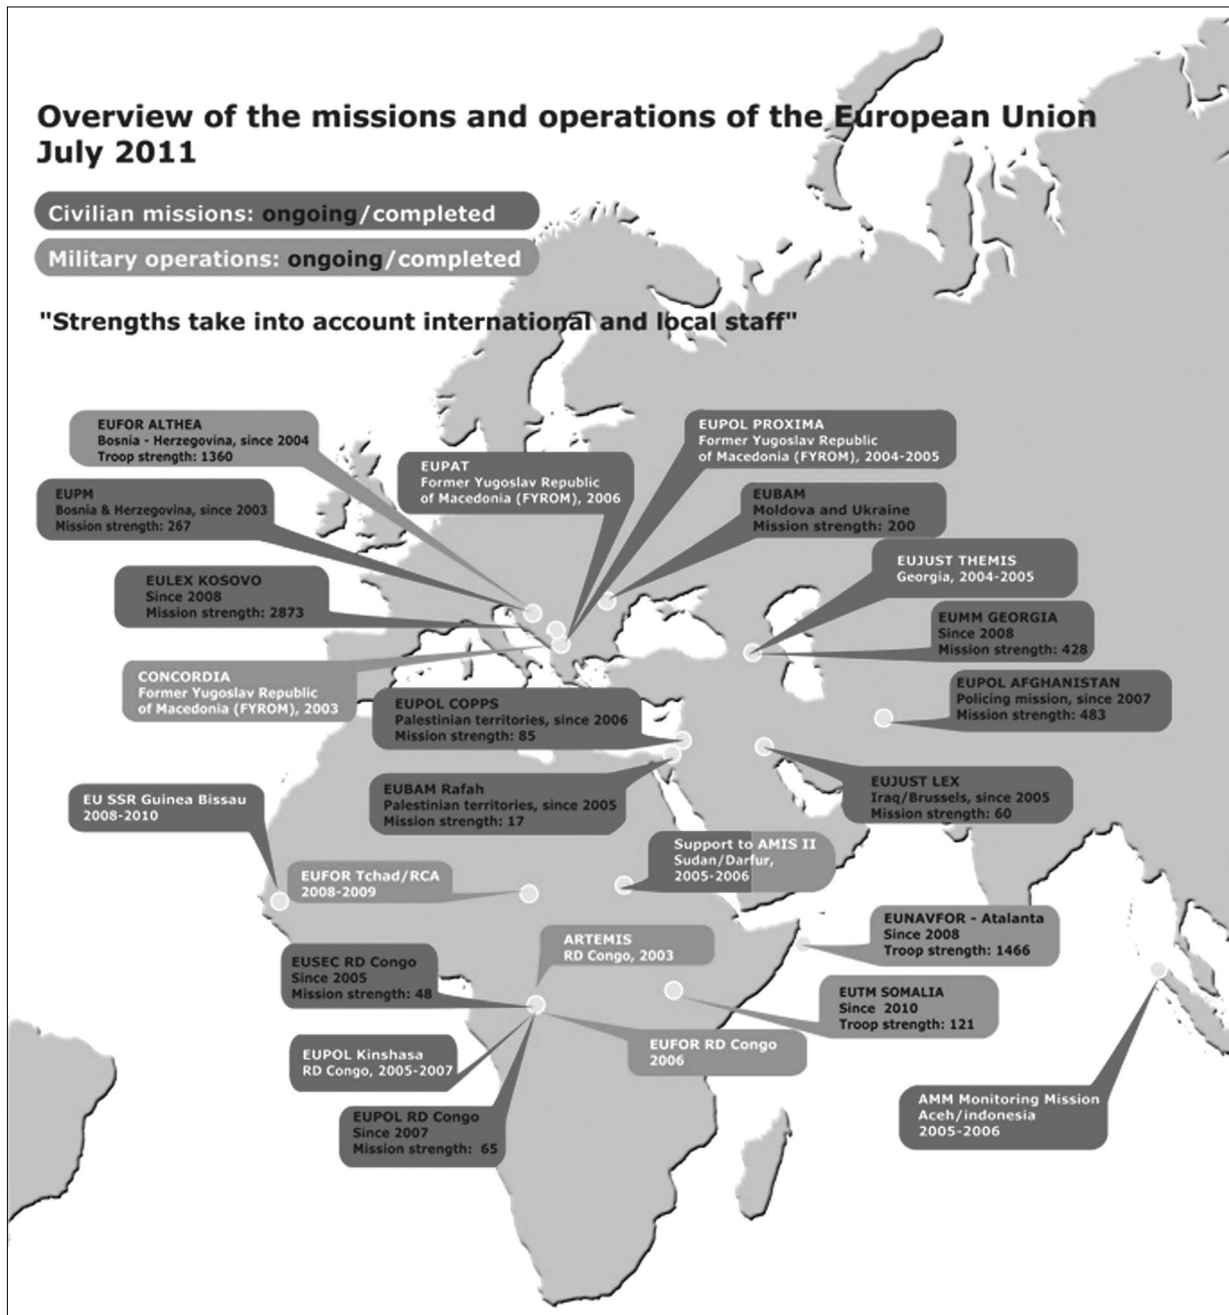 Overview of the missions and operations of the European Union
July 2011
Civilian missions: ongoing/completed
Military operations: ongoing/completed
"Strengths take into account international and local staff"
EUFOR ALTHEA
Bosnia - Herzegovina, since 2004
Troop strength: 1360
EUPOL PROXIMA
Former Yugoslav Republic
of Macedonia (FYROM), 2004-2005
EUPAT
Former Yugoslav Republic
of Macedonia (FYROM), 2006
EUPM
Bosnia & Herzegovina, since 2003
Mission strength: 267
EUBAM
Moldova and Ukraine
Mission strength: 200
EUJUST THEMIS
Georgia, 2004-2005
EULEX KOSOVO
Since 2008
Mission strength: 2873
EUMM GEORGIA
Since 2008
Mission strength: 428
CONCORDIA
Former Yugoslav Republic
of Macedonia (FYROM), 2003
EUPOL AFGHANISTAN
Policing mission, since 2007
Mission strength: 483
EUPOL COPPS
Palestinian territories, since 2006
Mission strength: 85
EUBAM Rafah
Palestinian territories, since 2005
Mission strength: 17
EUJUST LEX
Iraq/Brussels, since 2005
Mission strength: 60
EU SSR Guinea Bissau
2008-2010
Support to AMIS II
Sudan/Darfur,
2005-2006
EUFOR Tchad/RCA
2008-2009
EUNAVFOR - Atalanta
Since 2008
Troop strength: 1466
ARTEMIS
RD Congo, 2003
EUSEC RD Congo
Since 2005
Mission strength: 48
EUTM SOMALIA
Since 2010
Troop strength: 121
EUFOR RD Congo
2006
EUPOL Kinshasa
RD Congo, 2005-2007
EUPOL RD Congo
Since 2007
Mission strength: 65
AMM Monitoring Mission
Aceh/indonesia
2005-2006